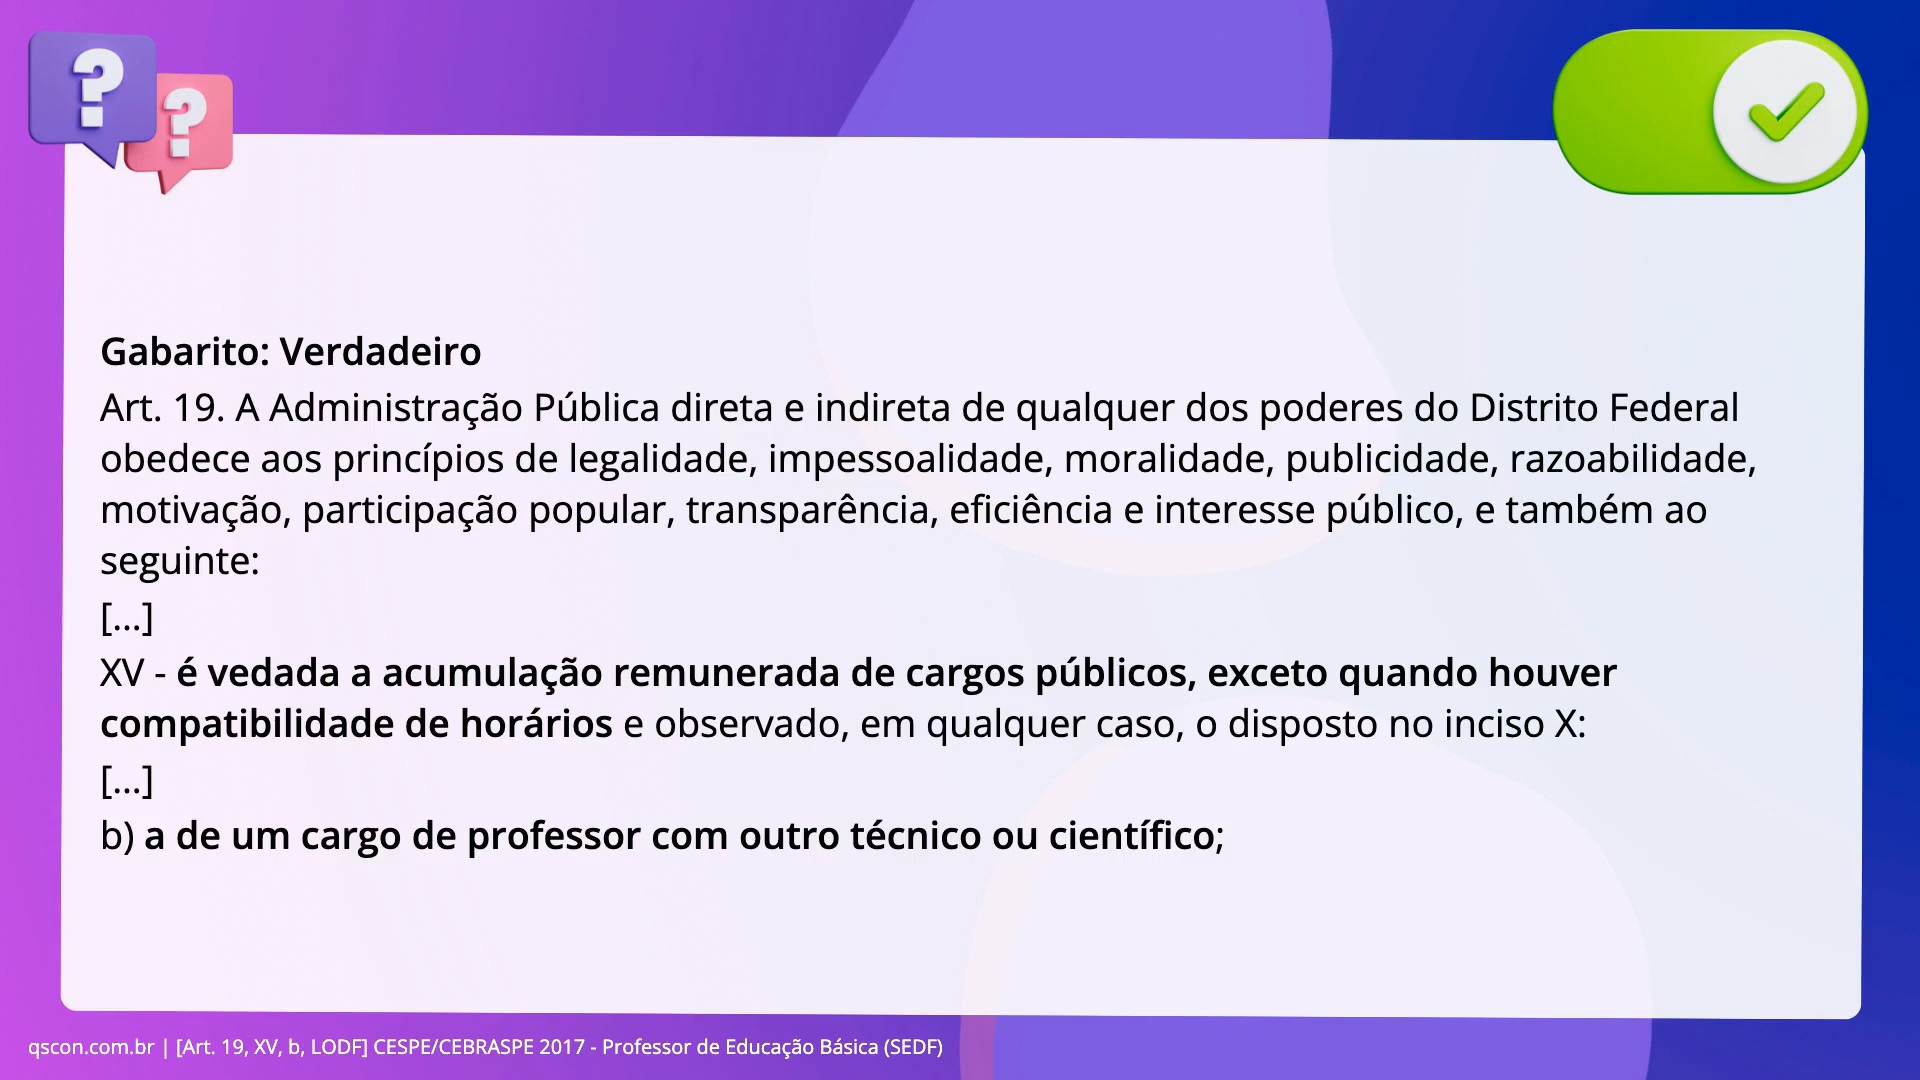 ?
?
Gabarito: Verdadeiro
Art. 19. A Administração Pública direta e indireta de qualquer dos poderes do Distrito Federal
obedece aos princípios de legalidade, impessoalidade, moralidade, publicidade, razoabilidade,
motivação, participação popular, transparência, eficiência e interesse público, e também ao
seguinte:
[...]
XV - é vedada a acumulação remunerada de cargos públicos, exceto quando houver
compatibilidade de horários e observado, em qualquer caso, o disposto no inciso X:
[...]
b) a de um cargo de professor com outro técnico ou científico;
qscon.com.br | [Art. 19, XV, b, LODF] CESPE/CEBRASPE 2017 - Professor de Educação Básica (SEDF)